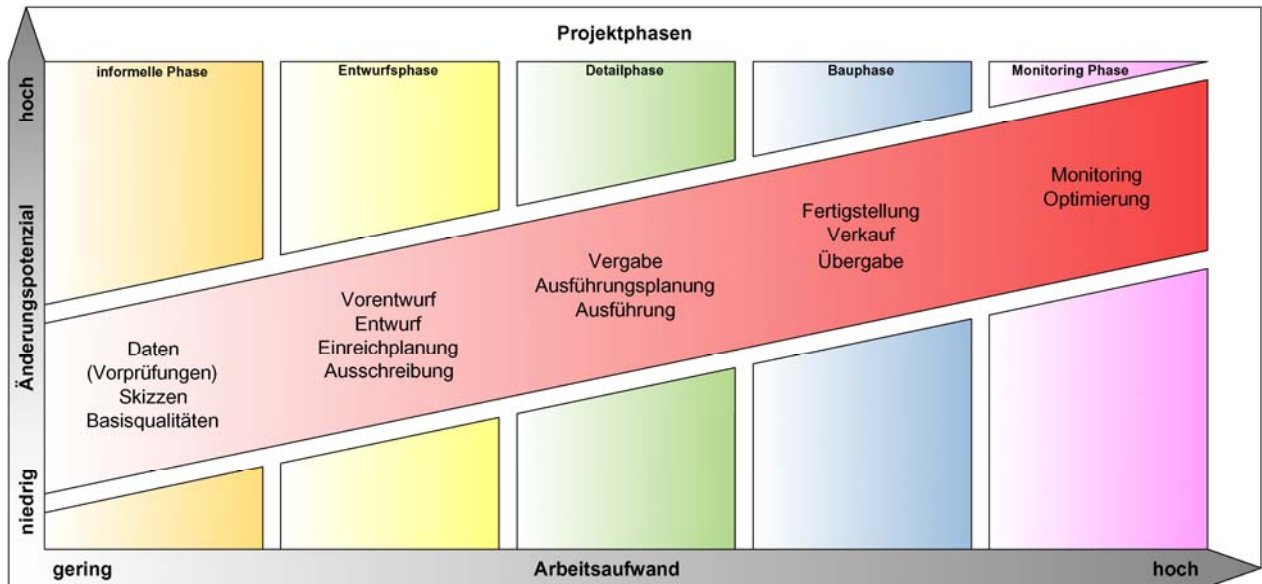 Projektphasen
informelle Phase
Entwurfsphase
Detailphase
Bauphase
Monitoring Phase
hoch
Änderungspotenzial
niedrig
Daten
(Vorprüfungen)
Skizzen
Basisqualitäten
Vorentwurf
Entwurf
Einreichplanung
Ausschreibung
Vergabe
Ausführungsplanung
Ausführung
Fertigstellung
Verkauf
Übergabe
Monitoring
Optimierung
gering
Arbeitsaufwand
hoch